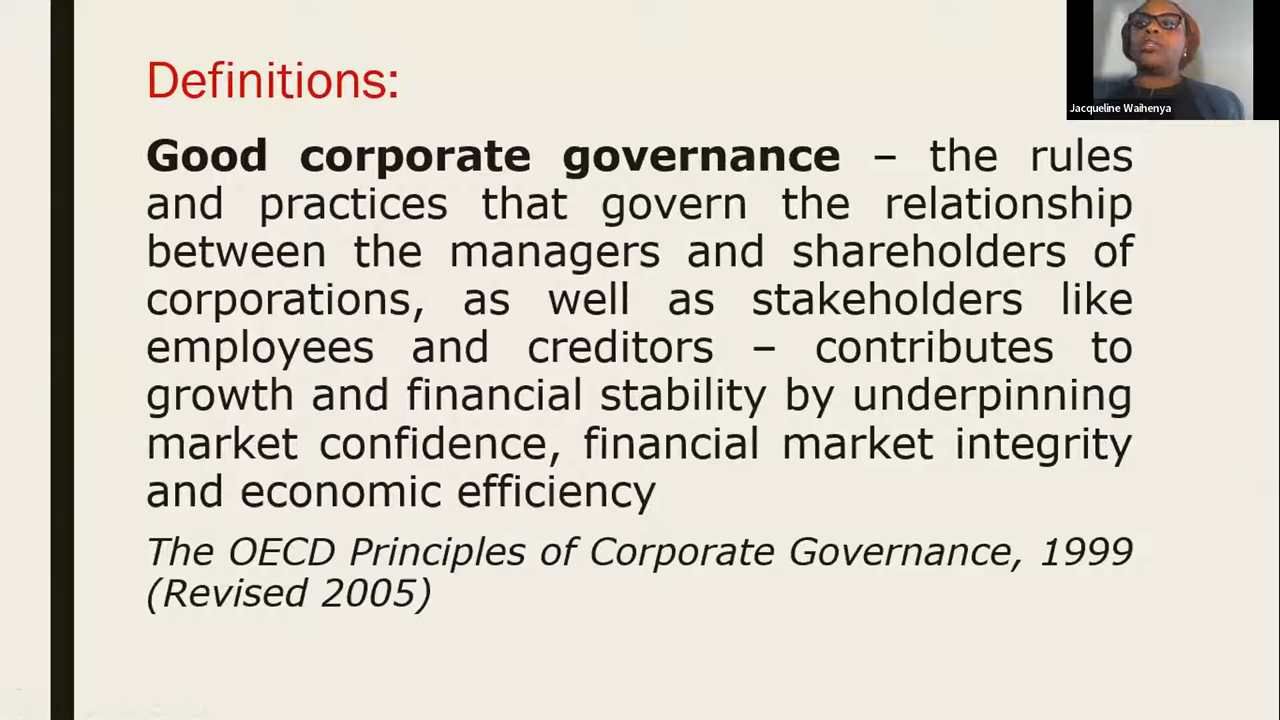 Definitions:
Good corporate governance – the rules
and practices that govern the relationship
between the managers and shareholders of
corporations, as well as stakeholders like
employees and creditors – contributes to
growth and financial stability by underpinning
market confidence, financial market integrity
and economic efficiency
The OECD Principles of Corporate Governance, 1999
(Revised 2005)
Jacqueline Waihenya